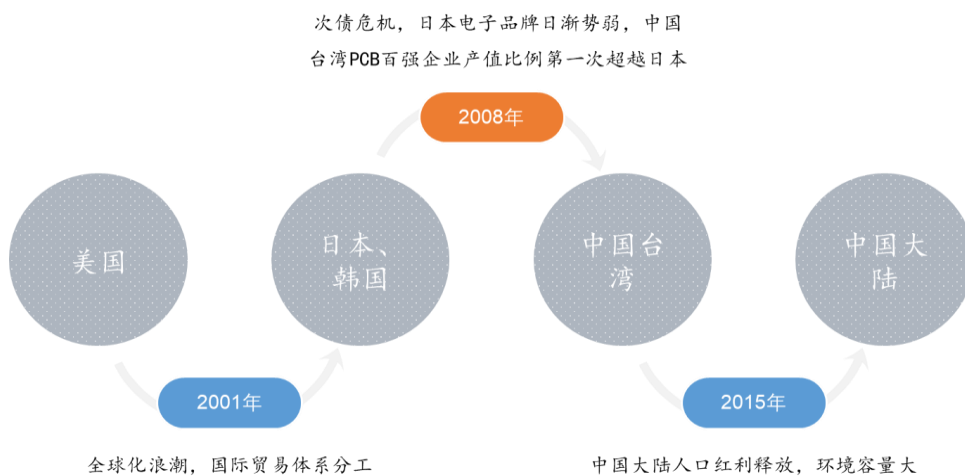 次债危机，日本电子品牌日渐势弱，中国
台湾PCB百强企业产值比例第一次超越日本
2008年
美国
日本、
韩国
中国台
湾
中国大
陆
2001年
2015年
全球化浪潮，国际贸易体系分工
中国大陆人口红利释放，环境容量大